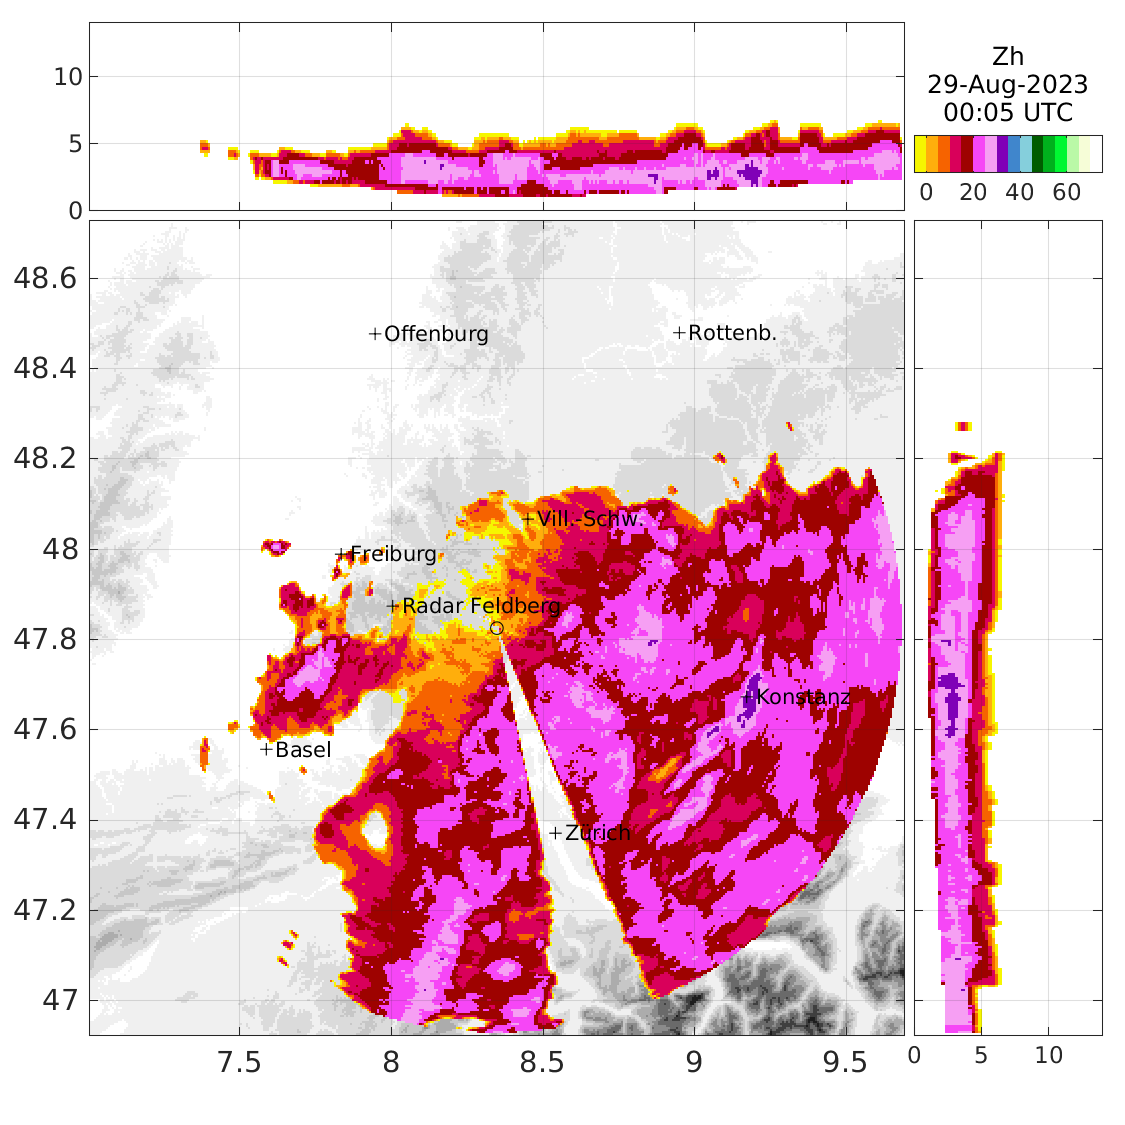 10
5
0
Zh
29-Aug-2023
00:05 UTC
0 20 40 60
48.6
48.4
48.2
48
47.8
47.6
47.4
47.2
47
Offenburg
Rottenb.
Vill.-Schw.
Freiburg
Radar Feldberg
Konstanz
Basel
Zürich
7.5 8 8.5 9 9.5
0 5 10